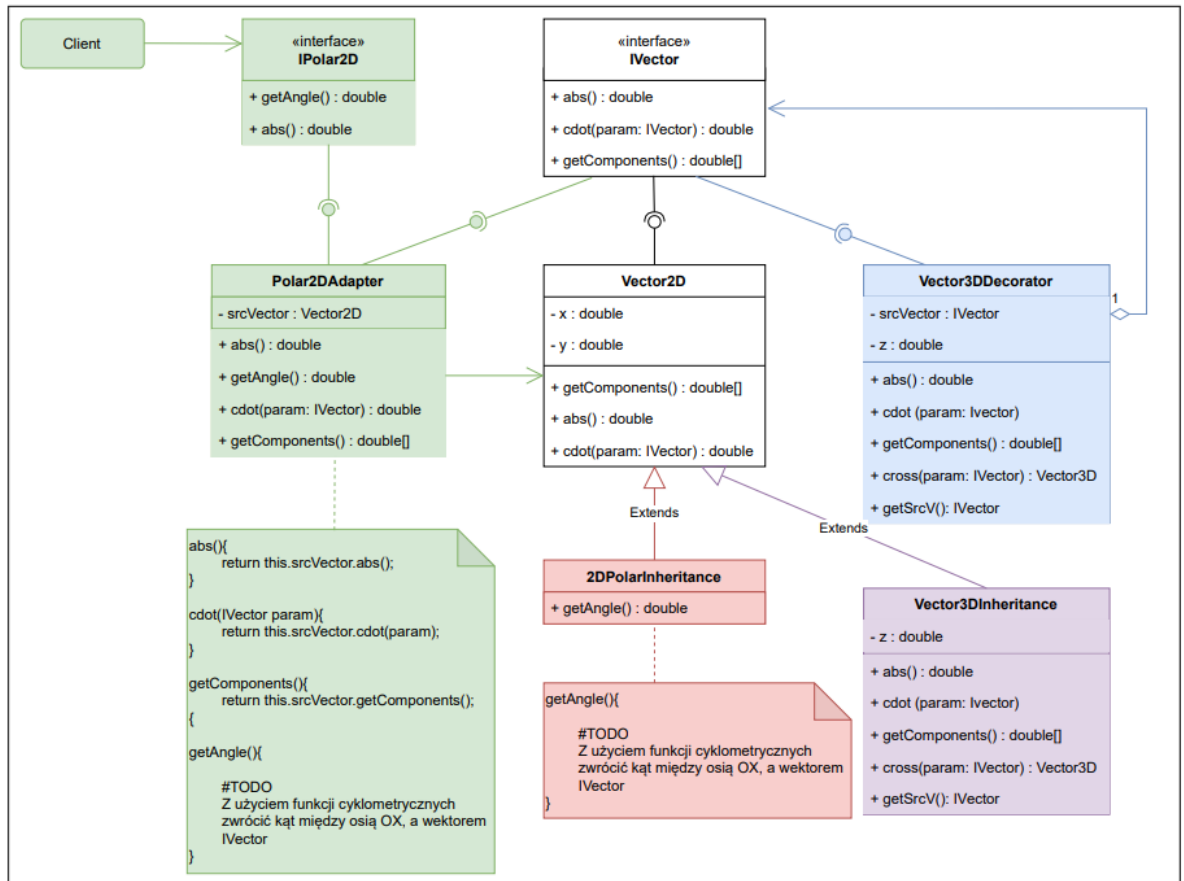 Client
«interface»
IPolar2D
+ getAngle() : double
+ abs() : double
«interface»
IVector
+ abs() : double
+ cdot(param: IVector) : double
+ getComponents() : double[]
Polar2DAdapter
- srcVector : Vector2D
+ abs() : double
+ getAngle() : double
+ cdot(param: IVector) : double
+ getComponents() : double[]
Vector2D
- x : double
- y : double
+ getComponents() : double[]
+ abs() : double
+ cdot(param: IVector) : double
Vector3DDecorator
- srcVector : IVector
- z : double
+ abs() : double
+ cdot (param: Ivector)
+ getComponents() : double[]
+ cross(param: IVector) : Vector3D
+ getSrcV(): IVector
1
Extends
Extends
abs(){
return this.srcVector.abs();
}
cdot(IVector param){
return this.srcVector.cdot(param);
}
getComponents(){
return this.srcVector.getComponents();
{
getAngle(){
#TODO
Z użyciem funkcji cyklometrycznych
zwrócić kąt między osią OX, a wektorem
IVector
}
2DPolarInheritance
+ getAngle() : double
getAngle(){
#TODO
Z użyciem funkcji cyklometrycznych
zwrócić kąt między osią OX, a wektorem
IVector
}
Vector3DInheritance
- z : double
+ abs() : double
+ cdot (param: Ivector)
+ getComponents() : double[]
+ cross(param: IVector) : Vector3D
+ getSrcV(): IVector